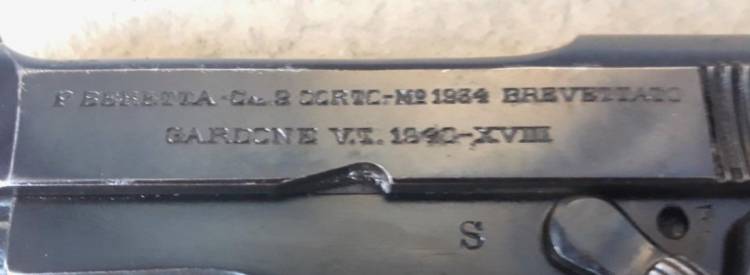 P BERETTA - CAL 9 CORTO - Mº 1934 BREVETTATO
GARDONE V.T. 1940-XVIII
S